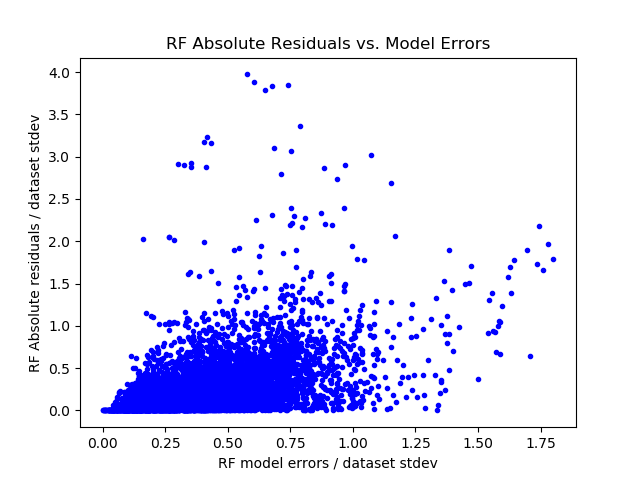 RF Absolute Residuals vs. Model Errors
RF Absolute residuals / dataset stdev
4.0
3.5
3.0
2.5
2.0
1.5
1.0
0.5
0.0
0.00 0.25 0.50 0.75 1.00 1.25 1.50 1.75
RF model errors / dataset stdev